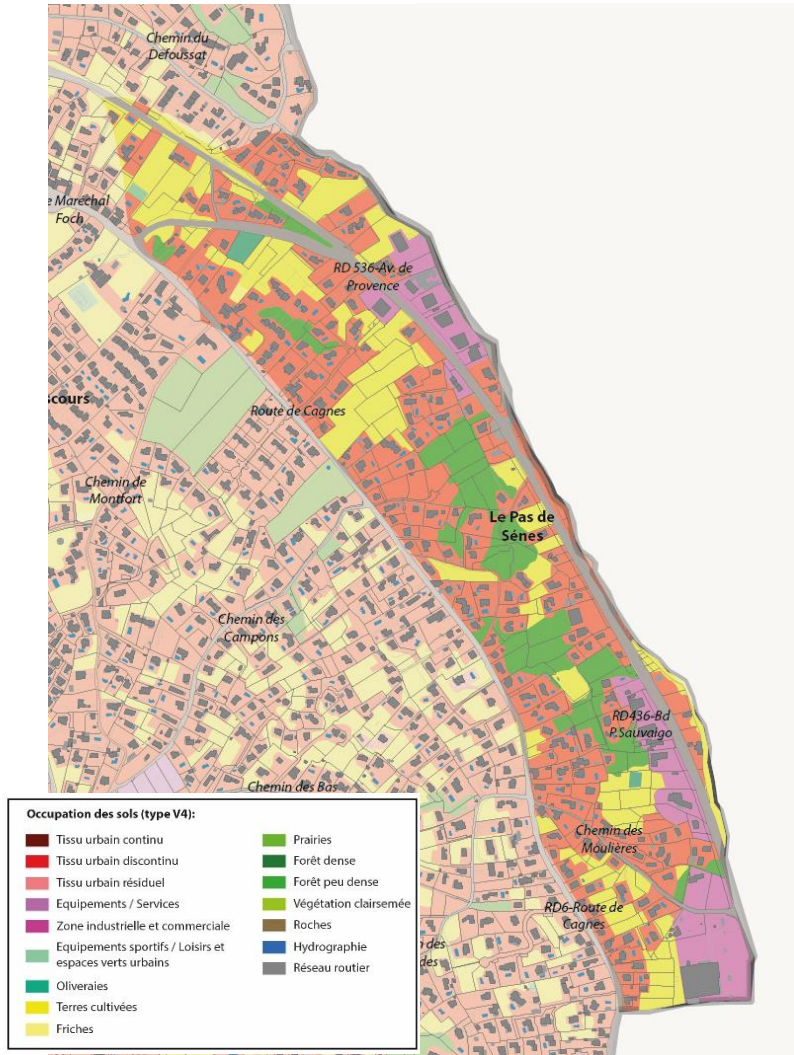 Chemin du
Defoussat
Marechal
Foch
RD 536-Av. de
Provence
scours
Route de Cagnes
Chemin de
Montfort
Le Pas de
Sénes
Chemin des
Campons
RD436-Bd
P.Sauvaigo
Chemin des Bas
Chemin des
Moulières
RD6-Route de
Cagnes
des
des
Occupation des sols (type V4):
Tissu urbain continu
Tissu urbain discontinu
Tissu urbain résiduel
Equipements / Services
Zone industrielle et commerciale
Equipements sportifs / Loisirs et
espaces verts urbains
Oliveraies
Terres cultivées
Friches
Prairies
Forêt dense
Forêt peu dense
Végétation clairsemée
Roches
Hydrographie
Réseau routier